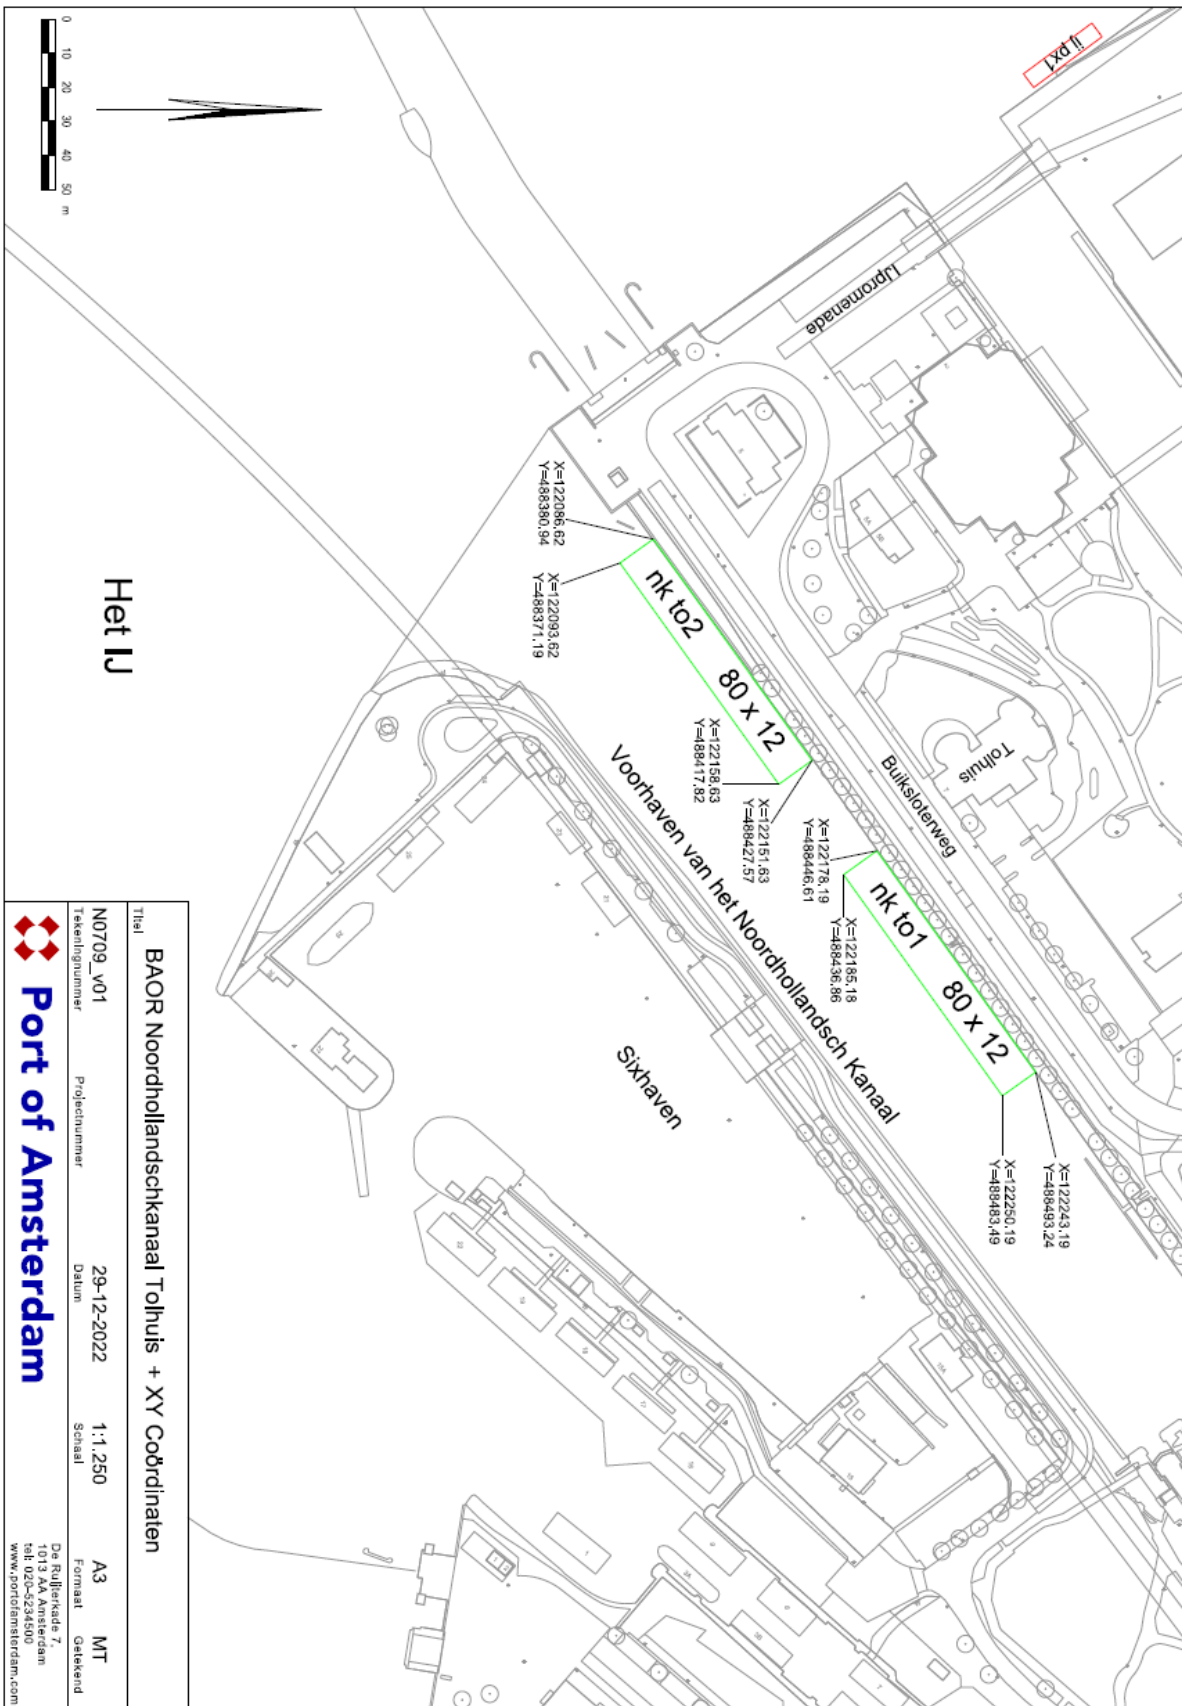 ij px1
IJpromenade
Tolhuis
Buiksloterweg
nk to2
80 x 12
nk to1
80 x 12
X=122086.62
Y=488380.94
X=122093.62
Y=488371.19
X=122158.63
Y=488417.82
X=122151.63
Y=488427.57
X=122178.19
Y=488446.61
X=122185.18
Y=488436.86
X=122243.19
Y=488493.24
X=122250.19
Y=488483.49
Voorhaven van het Noordhollandsch Kanaal
Sixhaven
Het IJ
0 10 20 30 40 50 m
Titel
BAOR Noordhollandschkanaal Tolhuis + XY Coördinaten
N0709_v01
29-12-2022
1:1.250
A3
MT
Tekeningnummer
Projectnummer
Datum
Schaal
Formaat
Getekend
Port of Amsterdam
De Ruijterkade 7.
1013 AA Amsterdam
tel: 020-5234500
www.portofamsterdam.com